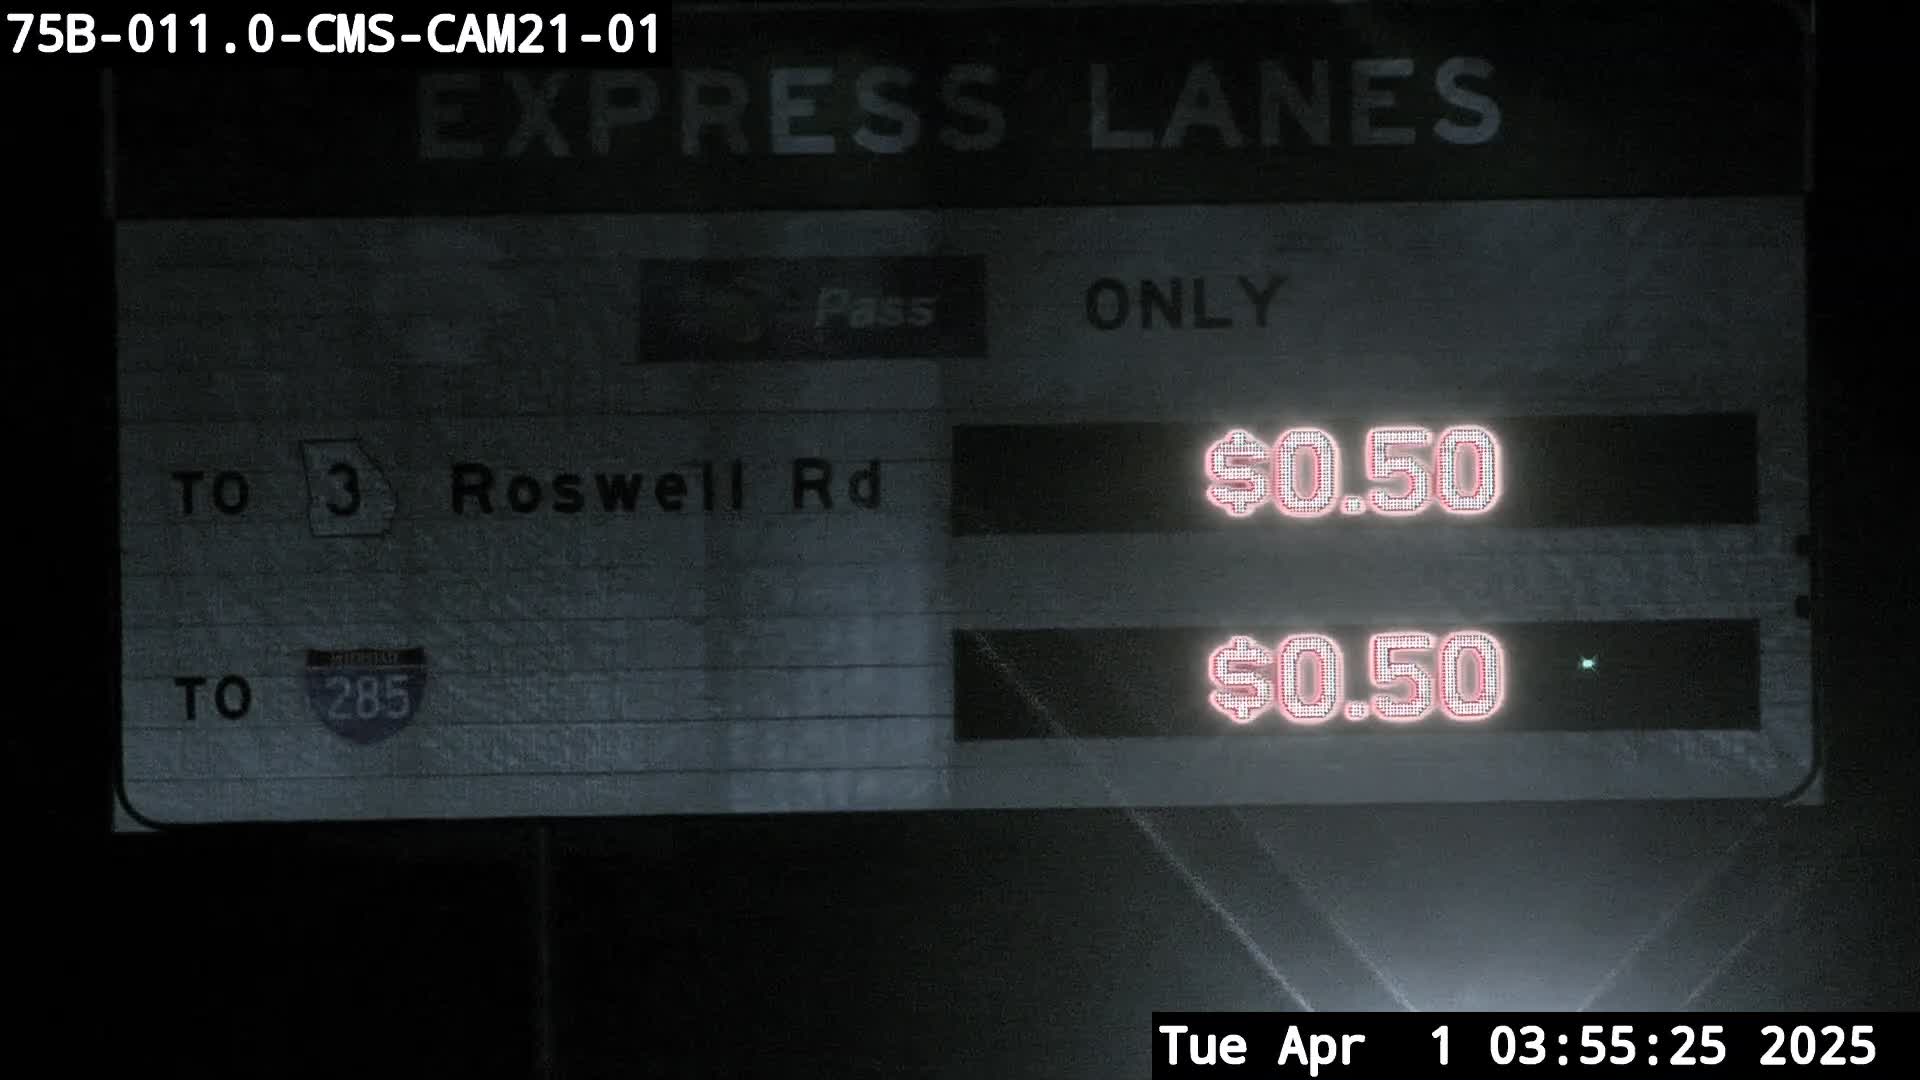 75B-011.0-CMS-CAM21-01
EXPRESS LANES
Pass ONLY
TO 3 Roswell Rd $0.50
TO 285 $0.50
Tue Apr 1 03:55:25 2025